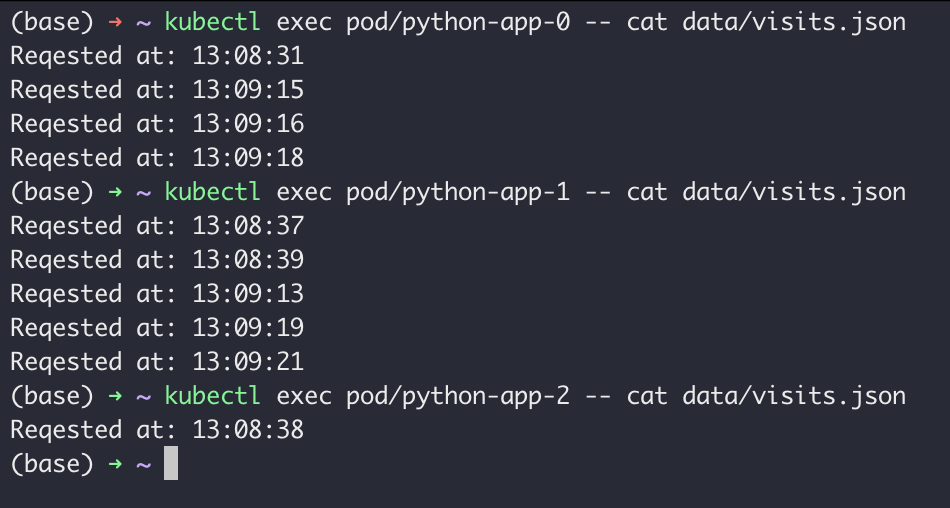 (base) → ~ kubectl exec pod/python-app-0 -- cat data/visits.json
Reqested at: 13:08:31
Reqested at: 13:09:15
Reqested at: 13:09:16
Reqested at: 13:09:18
(base) → ~ kubectl exec pod/python-app-1 -- cat data/visits.json
Reqested at: 13:08:37
Reqested at: 13:08:39
Reqested at: 13:09:13
Reqested at: 13:09:19
Reqested at: 13:09:21
(base) → ~ kubectl exec pod/python-app-2 -- cat data/visits.json
Reqested at: 13:08:38
(base) → ~